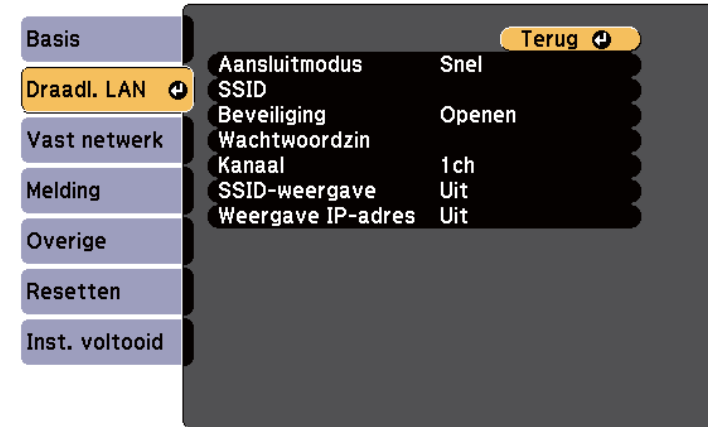 Basis
Draadl. LAN
Vast netwerk
Melding
Overige
Resetten
Inst. voltooid
Terug
Aansluitmodus Snel
SSID
Beveiliging Openen
Wachtwoordzin
Kanaal 1ch
SSID-weergave Uit
Weergave IP-adres Uit